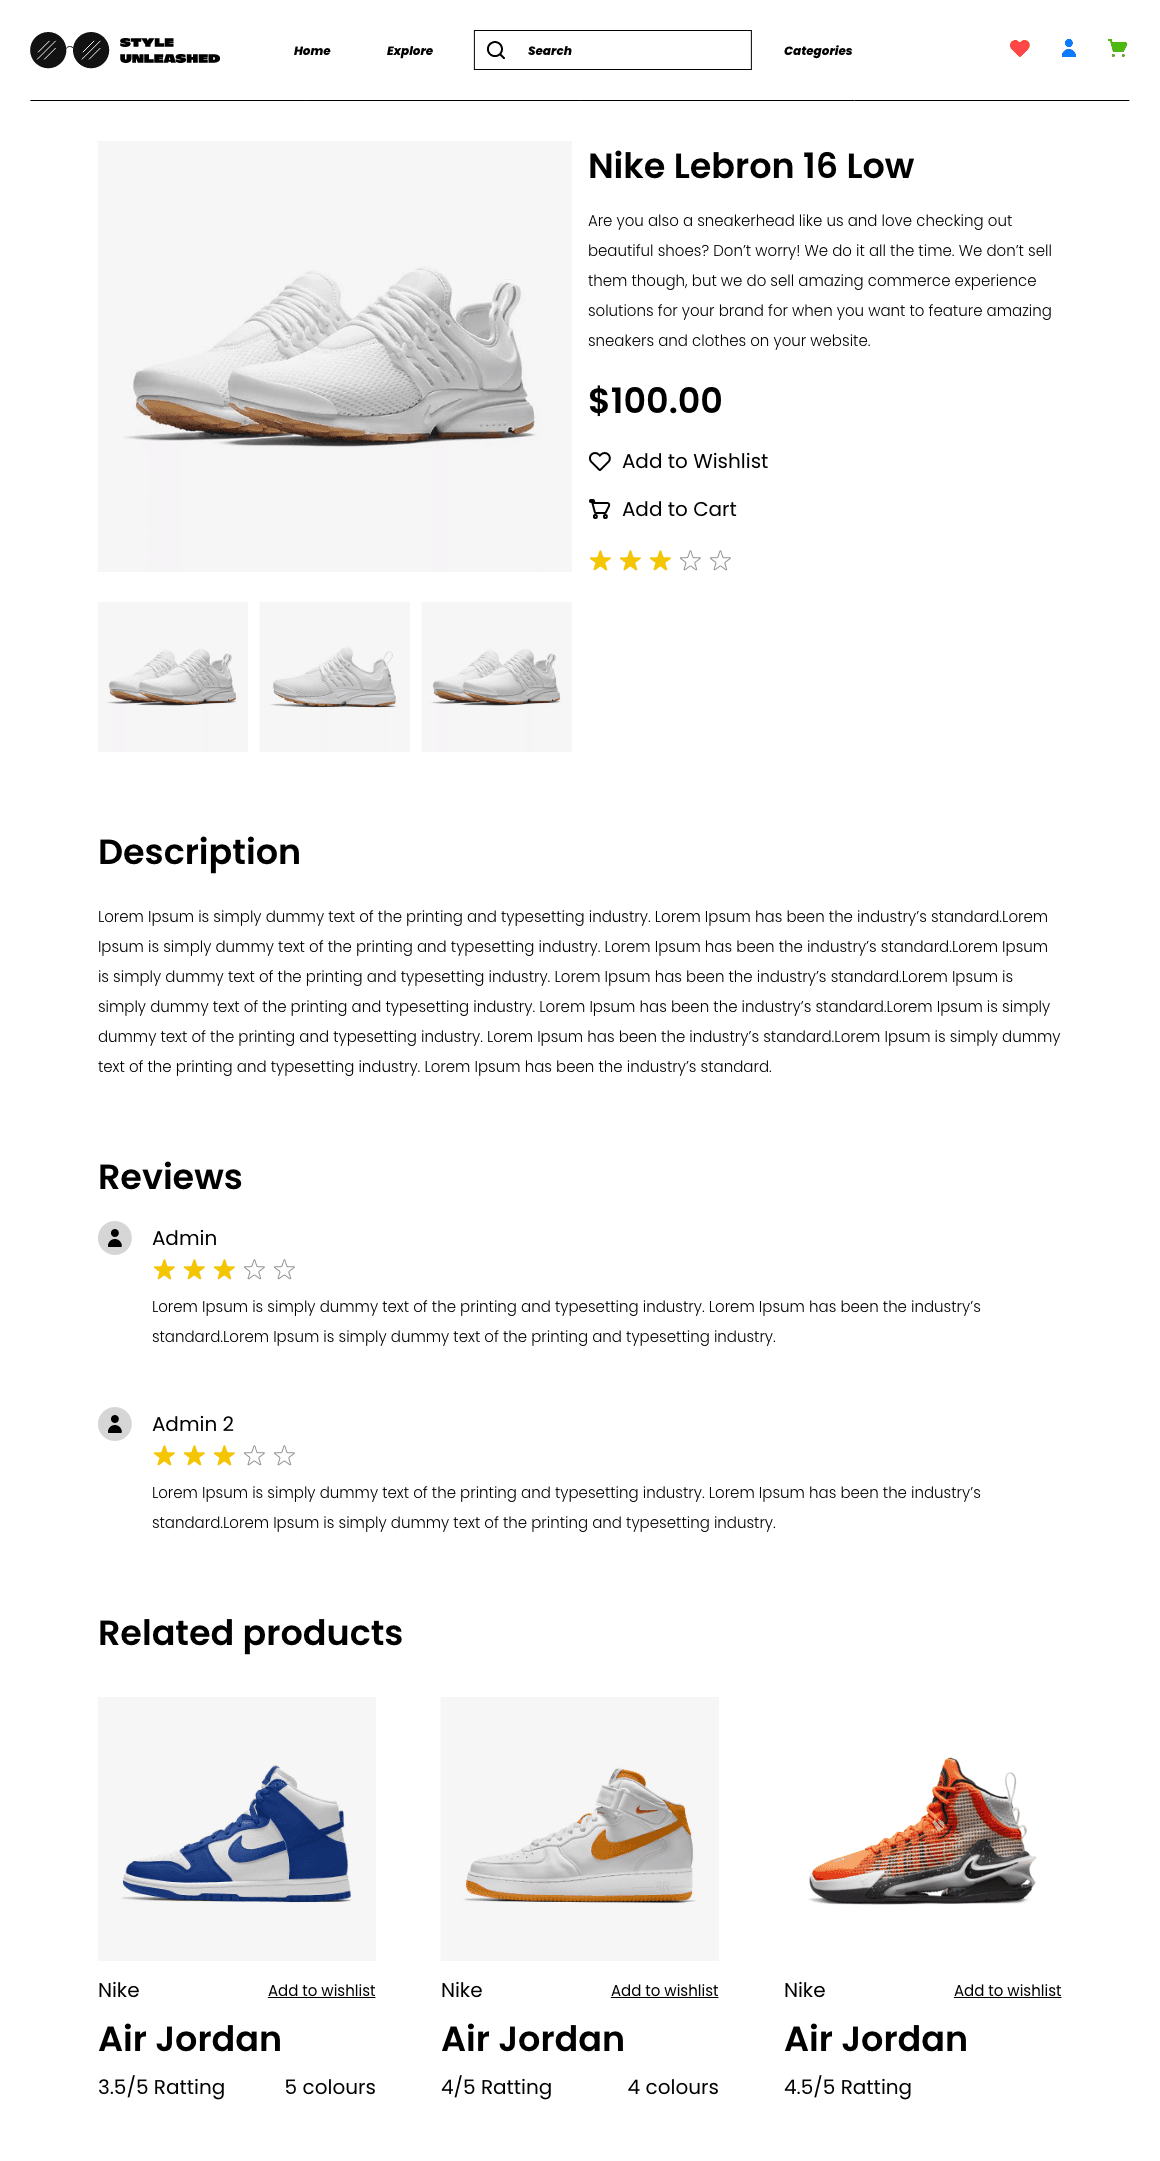 STYLE
UNLEASHED
Home
Explore
Search
Categories
Nike Lebron 16 Low
Are you also a sneakerhead like us and love checking out
beautiful shoes? Don’t worry! We do it all the time. We don’t sell
them though, but we do sell amazing commerce experience
solutions for your brand for when you want to feature amazing
sneakers and clothes on your website.
$100.00
Add to Wishlist
Add to Cart
Description
Lorem Ipsum is simply dummy text of the printing and typesetting industry. Lorem Ipsum has been the industry’s standard.Lorem
Ipsum is simply dummy text of the printing and typesetting industry. Lorem Ipsum has been the industry’s standard.Lorem Ipsum
is simply dummy text of the printing and typesetting industry. Lorem Ipsum has been the industry’s standard.Lorem Ipsum is
simply dummy text of the printing and typesetting industry. Lorem Ipsum has been the industry’s standard.Lorem Ipsum is simply
dummy text of the printing and typesetting industry. Lorem Ipsum has been the industry’s standard.Lorem Ipsum is simply dummy
text of the printing and typesetting industry. Lorem Ipsum has been the industry’s standard.
Reviews
Admin
Lorem Ipsum is simply dummy text of the printing and typesetting industry. Lorem Ipsum has been the industry’s
standard.Lorem Ipsum is simply dummy text of the printing and typesetting industry.
Admin 2
Lorem Ipsum is simply dummy text of the printing and typesetting industry. Lorem Ipsum has been the industry’s
standard.Lorem Ipsum is simply dummy text of the printing and typesetting industry.
Related products
Nike
Add to wishlist
Air Jordan
3.5/5 Ratting
5 colours
Nike
Add to wishlist
Air Jordan
4/5 Ratting
4 colours
Nike
Add to wishlist
Air Jordan
4.5/5 Ratting